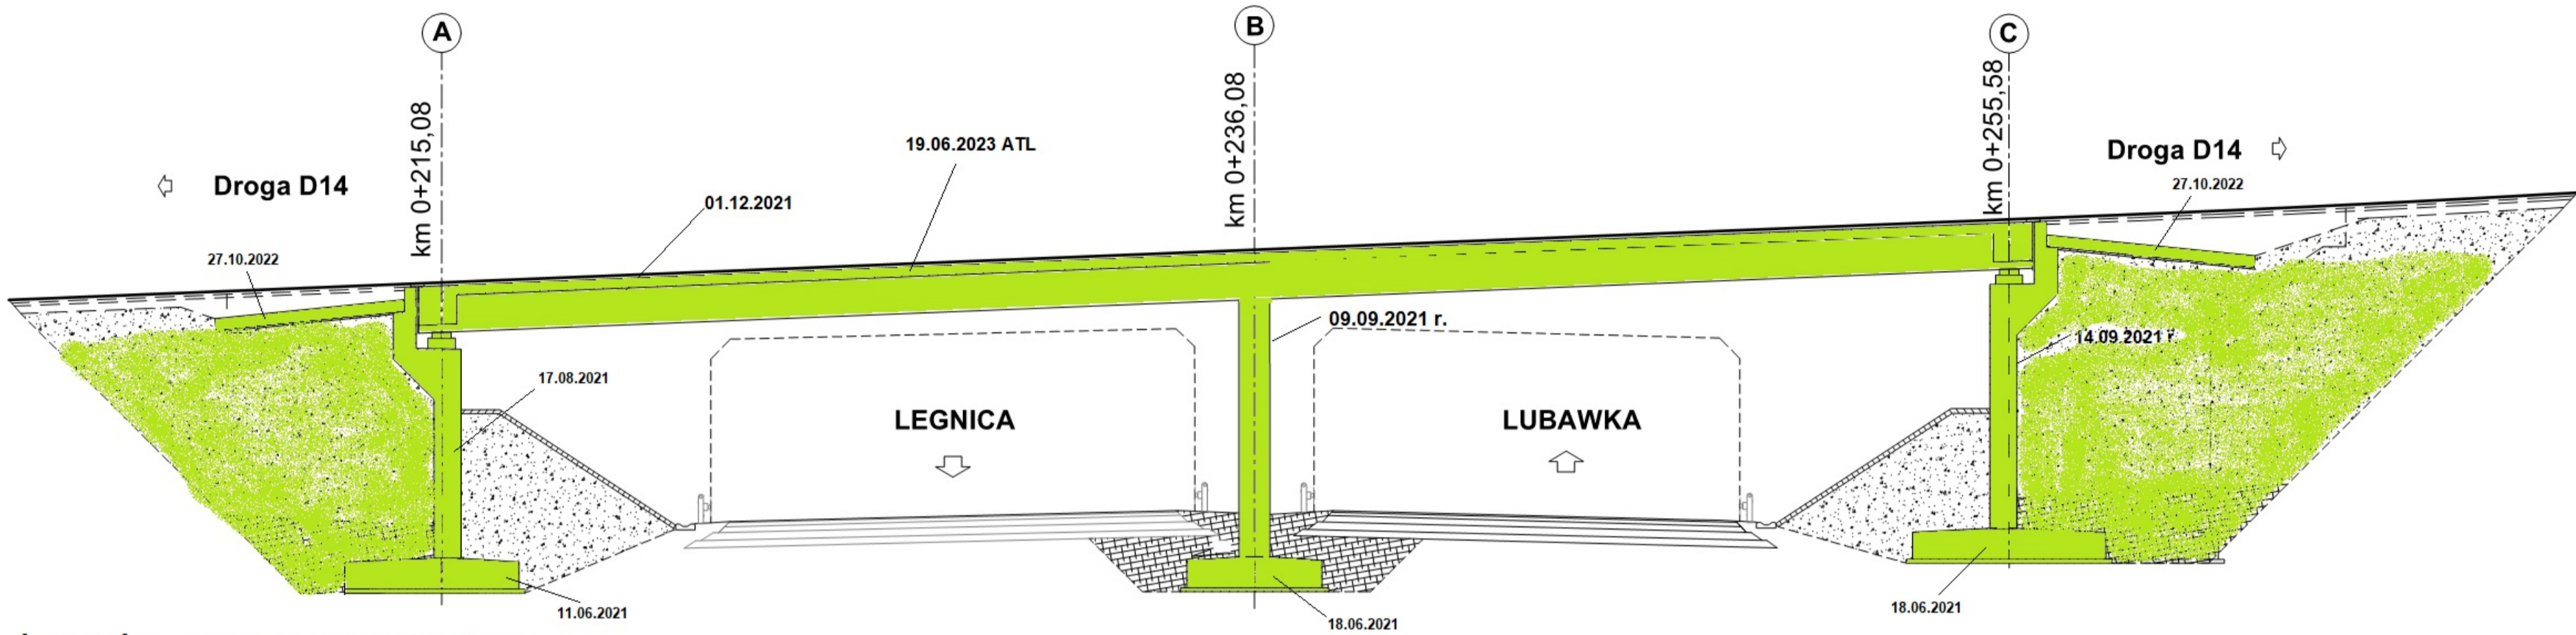 A
B
C
km 0+215,08
km 0+236,08
km 0+255,58
19.06.2023 ATL
Droga D14
Droga D14
27.10.2022
01.12.2021
27.10.2022
09.09.2021 r.
14.09.2021 r
17.08.2021
LEGNICA
LUBAWKA
11.06.2021
18.06.2021
18.06.2021